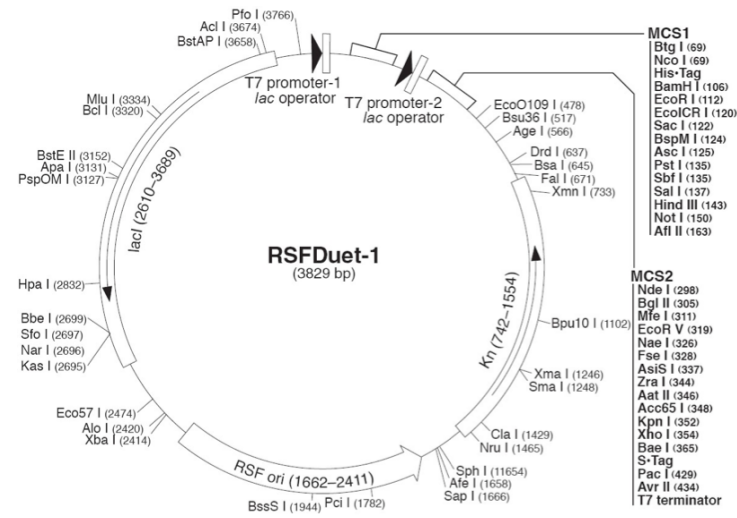 Pfo I (3766)
Acl I (3674)
BstAP I (3658)
T7 promoter-1
lac operator
T7 promoter-2
lac operator
Mlu I (3334)
Bcl I (3320)
BstE II (3152)
Apa I (3131)
PspOM I (3127)
lacI (2610–3689)
Hpa I (2832)
Bbe I (2699)
Sfo I (2697)
Nar I (2696)
Kas I (2695)
Eco57 I (2474)
Alo I (2420)
Xba I (2414)
RSF ori (1662–2411)
BssS I (1944)
Pci I (1782)
RSFDuet-1
(3829 bp)
EcoO109 I (478)
Bsu36 I (517)
Age I (566)
Drd I (637)
Bsa I (645)
Fal I (671)
Xmn I (733)
Kn (742–1554)
Bpu10 I (1102)
Xma I (1246)
Sma I (1248)
Cla I (1429)
Nru I (1465)
Sph I (11654)
Afe I (1658)
Sap I (1666)
MCS1
Btg I (69)
Nco I (69)
His•Tag
BamH I (106)
EcoR I (112)
EcoICR I (120)
Sac I (122)
BspM I (124)
Asc I (125)
Pst I (135)
Sbf I (135)
Sal I (137)
Hind III (143)
Not I (150)
Afl II (163)
MCS2
Nde I (298)
Bgl II (305)
Mfe I (311)
EcoR V (319)
Nae I (326)
Fse I (328)
AsiS I (337)
Zra I (344)
Aat II (346)
Acc65 I (348)
Kpn I (352)
Xho I (354)
Bae I (365)
S•Tag
Pac I (429)
Avr II (434)
T7 terminator